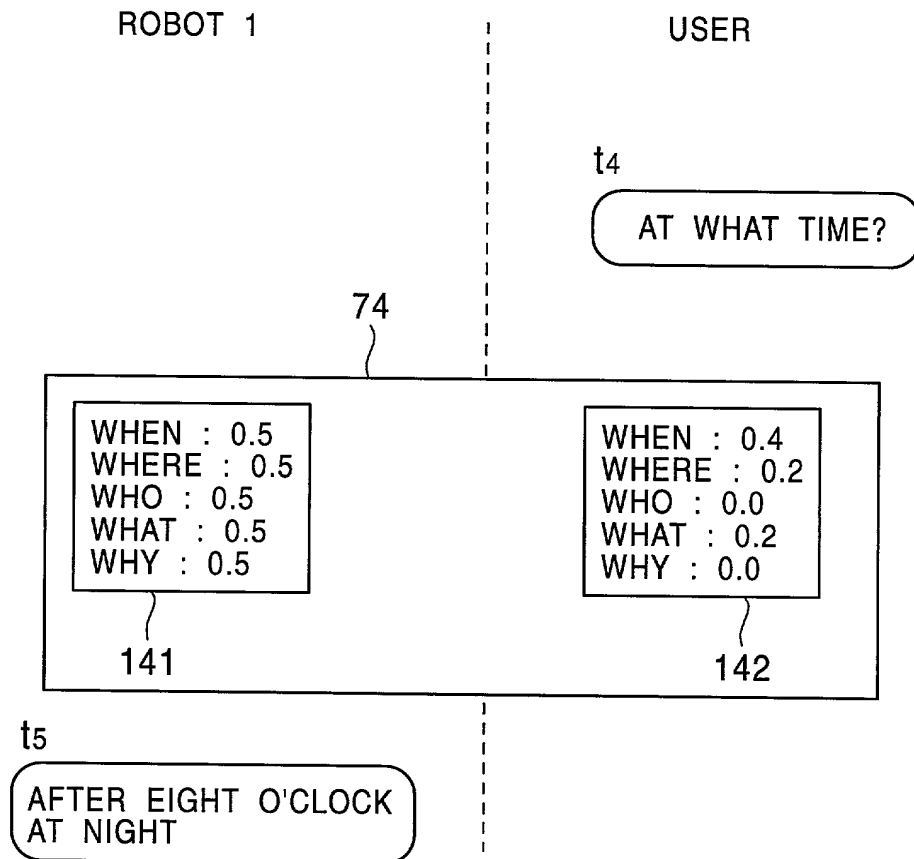 ROBOT 1
USER
t4
AT WHAT TIME?
74
WHEN : 0.5
WHERE : 0.5
WHO : 0.5
WHAT : 0.5
WHY : 0.5
141
WHEN : 0.4
WHERE : 0.2
WHO : 0.0
WHAT : 0.2
WHY : 0.0
142
t5
AFTER EIGHT O'CLOCK
AT NIGHT